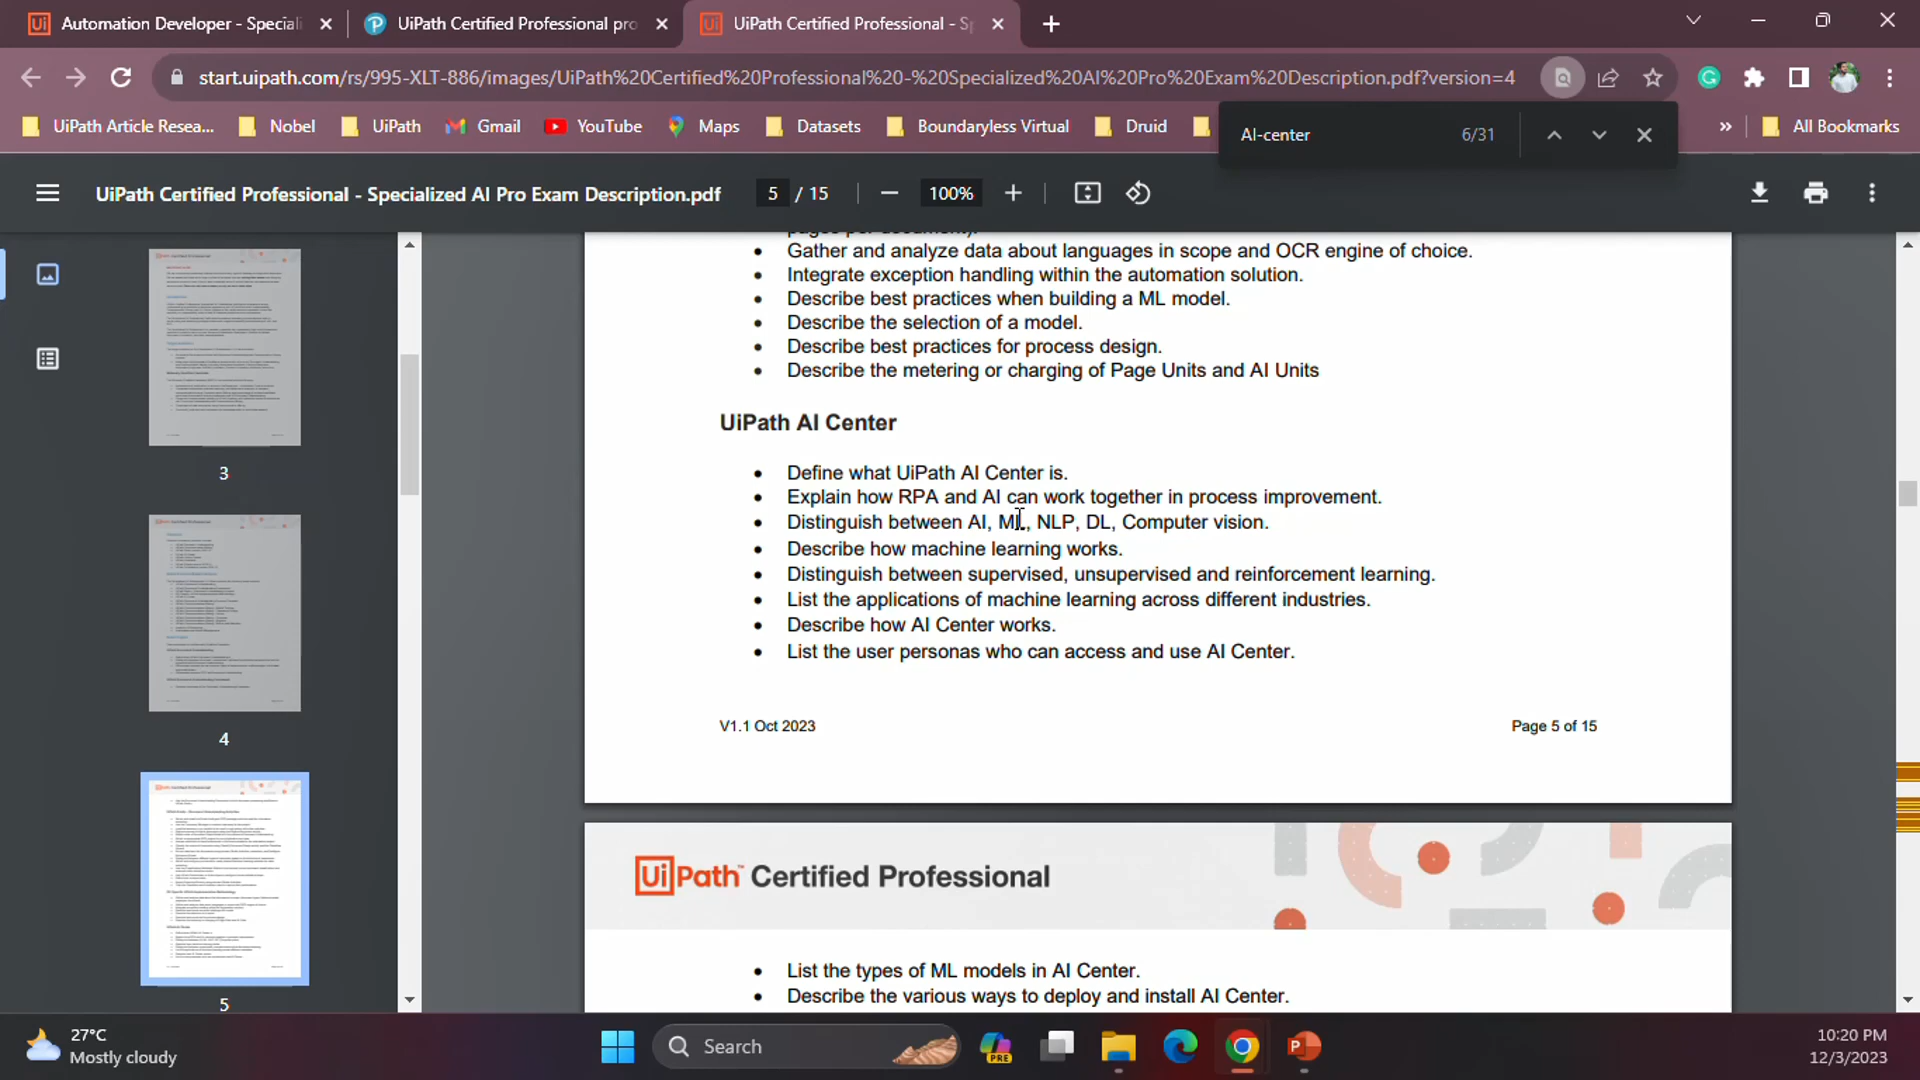 Automation Developer - Speciali
UiPath Certified Professional pro
UiPath Certified Professional - Sp
start.uipath.com/rs/995-XLT-886/images/UiPath%20Certified%20Professional%20-%20Specialized%20AI%20Pro%20Exam%20Description.pdf?version=4
UiPath Article Resea...
Nobel
UiPath
Gmail
YouTube
Maps
Datasets
Boundaryless Virtual
Druid
AI-center 6/31
» All Bookmarks
UiPath Certified Professional - Specialized AI Pro Exam Description.pdf
5 / 15
100%
3
4
5
• Gather and analyze data about languages in scope and OCR engine of choice.
• Integrate exception handling within the automation solution.
• Describe best practices when building a ML model.
• Describe the selection of a model.
• Describe best practices for process design.
• Describe the metering or charging of Page Units and AI Units
UiPath AI Center
• Define what UiPath AI Center is.
• Explain how RPA and AI can work together in process improvement.
• Distinguish between AI, ML, NLP, DL, Computer vision.
• Describe how machine learning works.
• Distinguish between supervised, unsupervised and reinforcement learning.
• List the applications of machine learning across different industries.
• Describe how AI Center works.
• List the user personas who can access and use AI Center.
V1.1 Oct 2023
Page 5 of 15
UiPath™ Certified Professional
• List the types of ML models in AI Center.
• Describe the various ways to deploy and install AI Center.
27°C
Mostly cloudy
Search
PRE
10:20 PM
12/3/2023